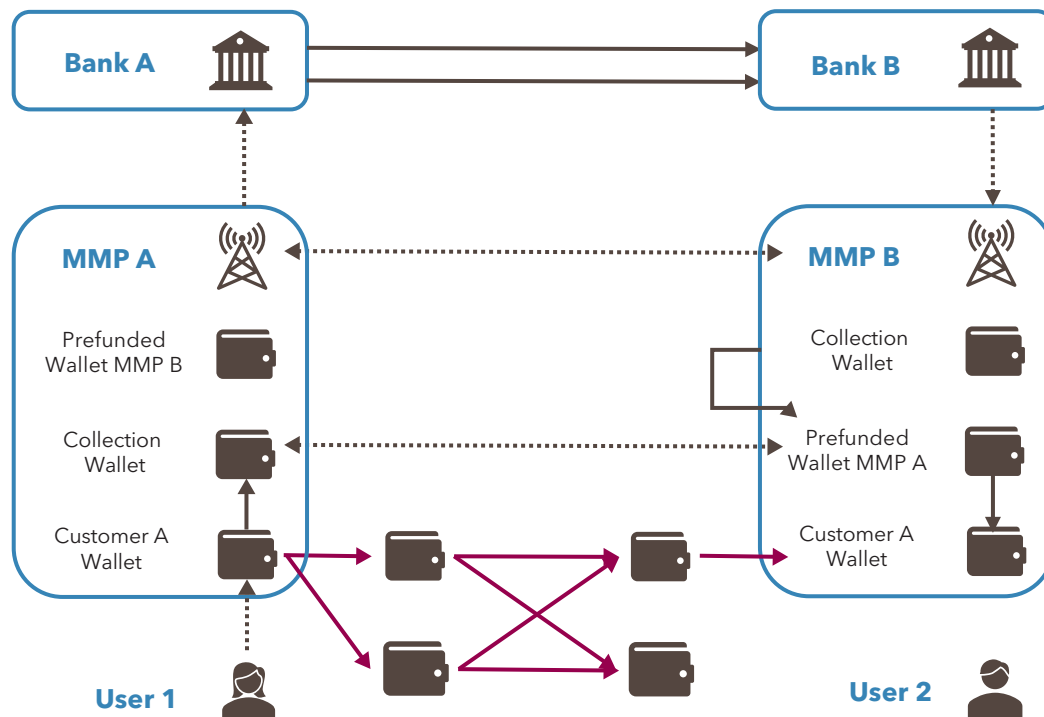 Bank A
Bank B
MMP A
MMP B
Prefunded
Wallet MMP B
Collection
Wallet
Collection
Wallet
Prefunded
Wallet MMP A
Customer A
Wallet
Customer A
Wallet
User 1
User 2